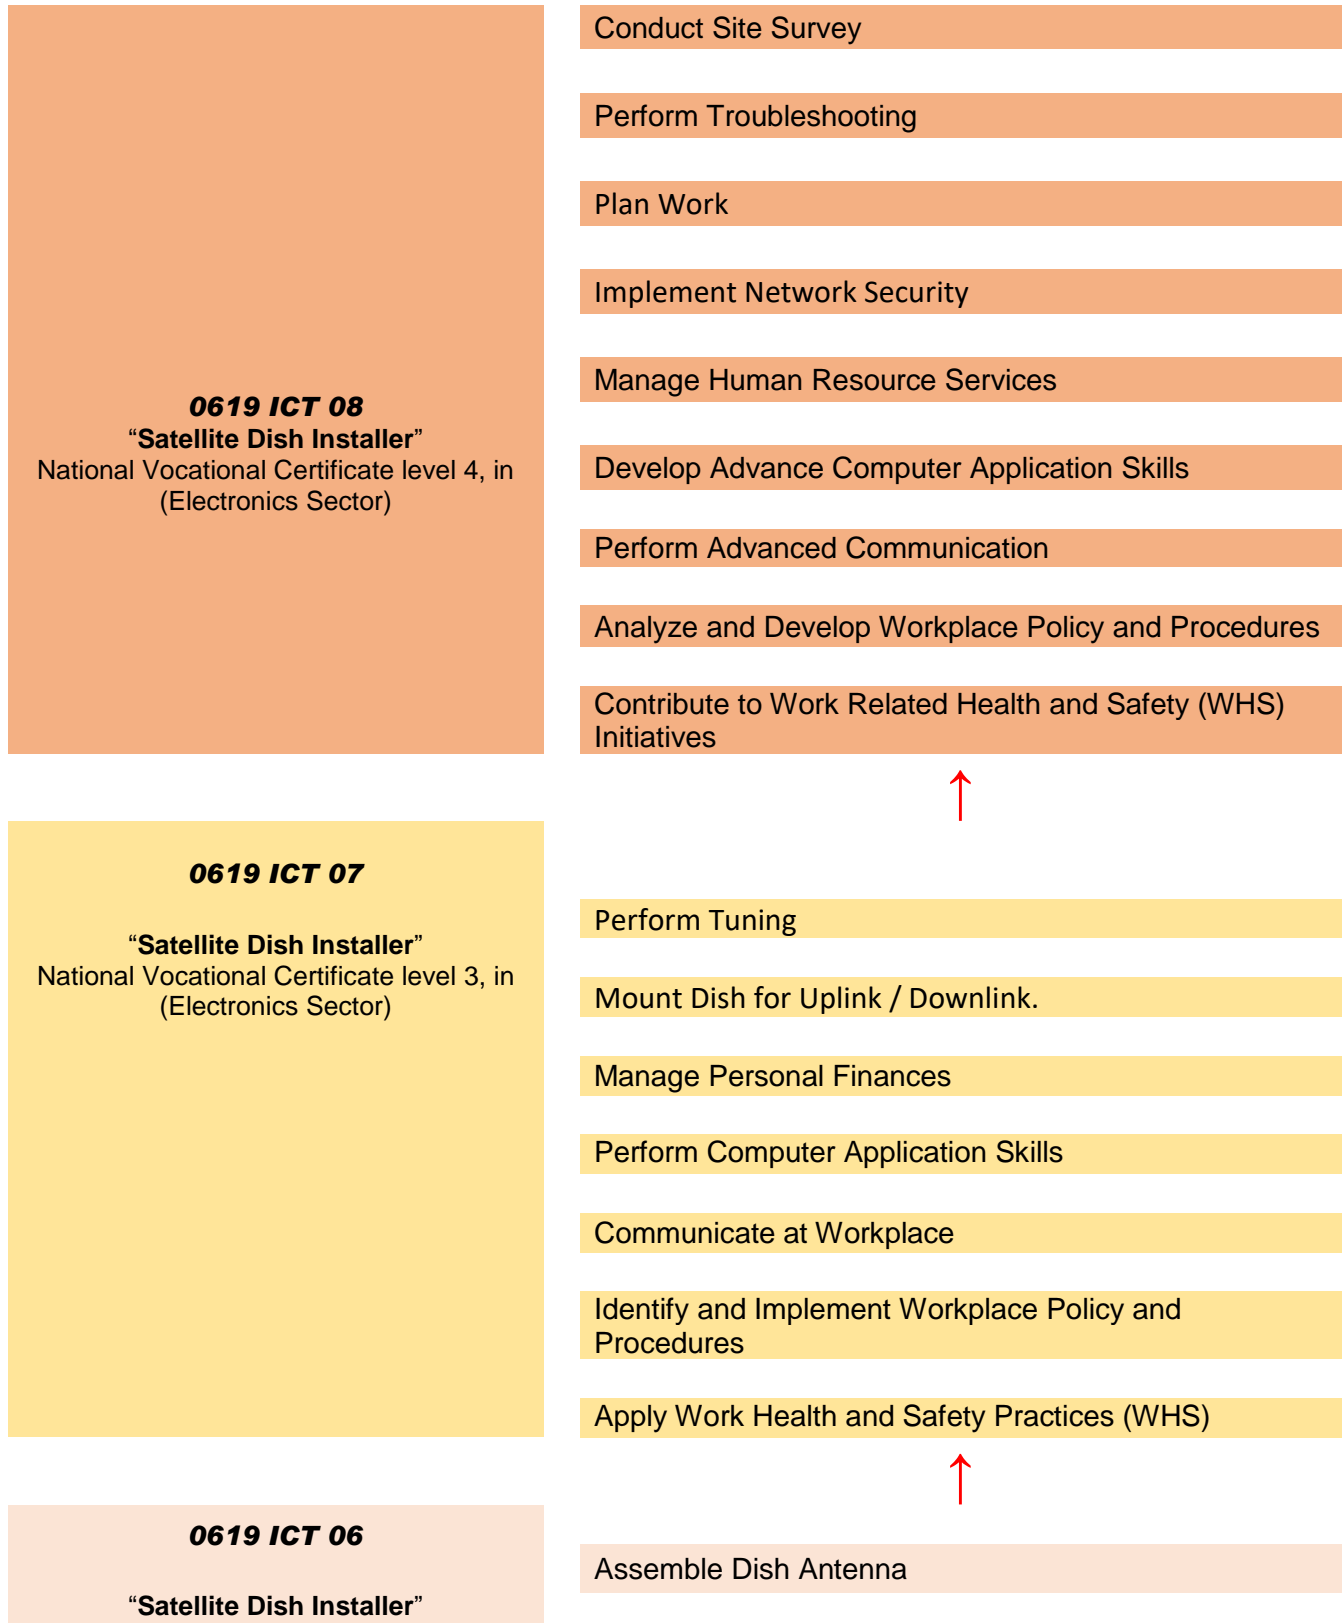 Conduct Site Survey
Perform Troubleshooting
Plan Work
Implement Network Security
Manage Human Resource Services
0619 ICT 08
“Satellite Dish Installer”
National Vocational Certificate level 4, in
(Electronics Sector)
Develop Advance Computer Application Skills
Perform Advanced Communication
Analyze and Develop Workplace Policy and Procedures
Contribute to Work Related Health and Safety (WHS)
Initiatives
0619 ICT 07
“Satellite Dish Installer”
National Vocational Certificate level 3, in
(Electronics Sector)
Perform Tuning
Mount Dish for Uplink / Downlink.
Manage Personal Finances
Perform Computer Application Skills
Communicate at Workplace
Identify and Implement Workplace Policy and
Procedures
Apply Work Health and Safety Practices (WHS)
0619 ICT 06
“Satellite Dish Installer”
Assemble Dish Antenna